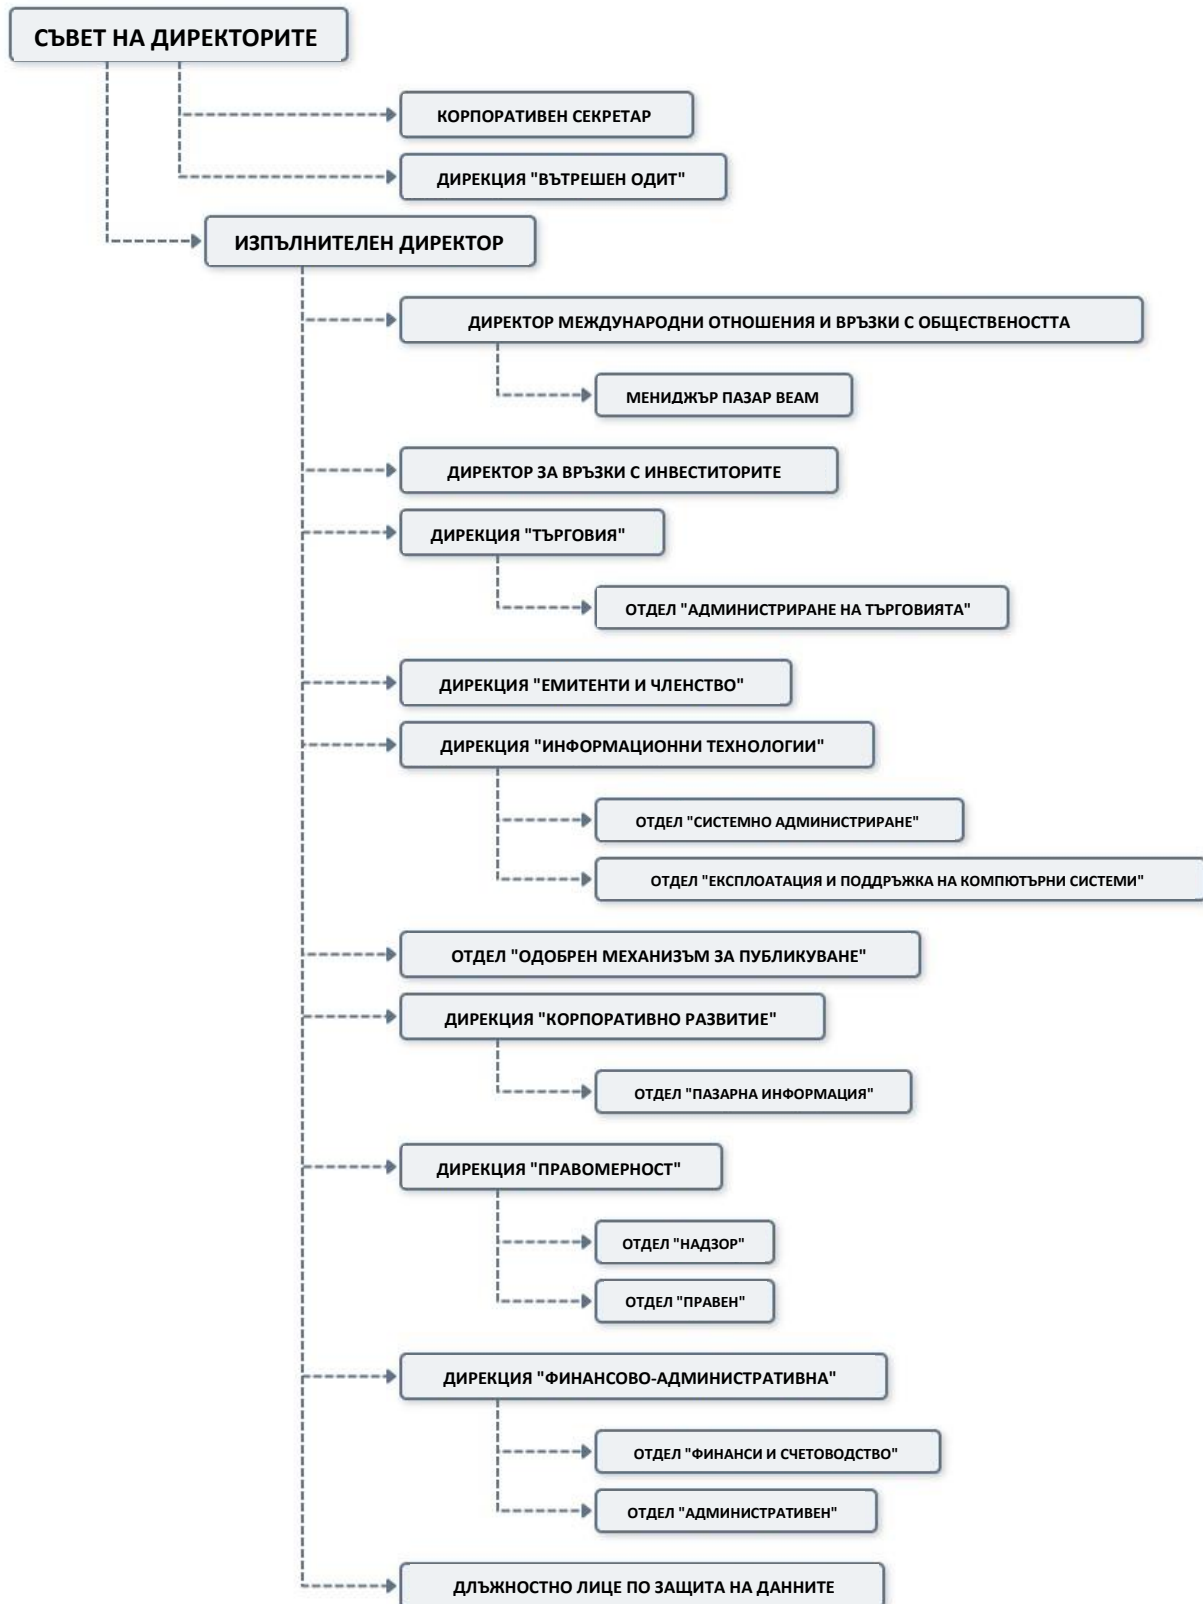 СЪВЕТ НА ДИРЕКТОРИТЕ
КОРПОРАТИВЕН СЕКРЕТАР
ДИРЕКЦИЯ "ВЪТРЕШЕН ОДИТ"
ИЗПЪЛНИТЕЛЕН ДИРЕКТОР
ДИРЕКТОР МЕЖДУНАРОДНИ ОТНОШЕНИЯ И ВРЪЗКИ С ОБЩЕСТВЕНОСТТА
МЕНИДЖЪР ПАЗАР BEAM
ДИРЕКТОР ЗА ВРЪЗКИ С ИНВЕСТИТОРИТЕ
ДИРЕКЦИЯ "ТЪРГОВИЯ"
ОТДЕЛ "АДМИНИСТРИРАНЕ НА ТЪРГОВИЯТА"
ДИРЕКЦИЯ "ЕМИТЕНТИ И ЧЛЕНСТВО"
ДИРЕКЦИЯ "ИНФОРМАЦИОННИ ТЕХНОЛОГИИ"
ОТДЕЛ "СИСТЕМНО АДМИНИСТРИРАНЕ"
ОТДЕЛ "ЕКСПЛОАТАЦИЯ И ПОДДРЪЖКА НА КОМПЮТЪРНИ СИСТЕМИ"
ОТДЕЛ "ОДОБРЕН МЕХАНИЗЪМ ЗА ПУБЛИКУВАНЕ"
ДИРЕКЦИЯ "КОРПОРАТИВНО РАЗВИТИЕ"
ОТДЕЛ "ПАЗАРНА ИНФОРМАЦИЯ"
ДИРЕКЦИЯ "ПРАВОМЕРНОСТ"
ОТДЕЛ "НАДЗОР"
ОТДЕЛ "ПРАВЕН"
ДИРЕКЦИЯ "ФИНАНСОВО-АДМИНИСТРАТИВНА"
ОТДЕЛ "ФИНАНСИ И СЧЕТОВОДСТВО"
ОТДЕЛ "АДМИНИСТРАТИВЕН"
ДЛЪЖНОСТНО ЛИЦЕ ПО ЗАЩИТА НА ДАННИТЕ